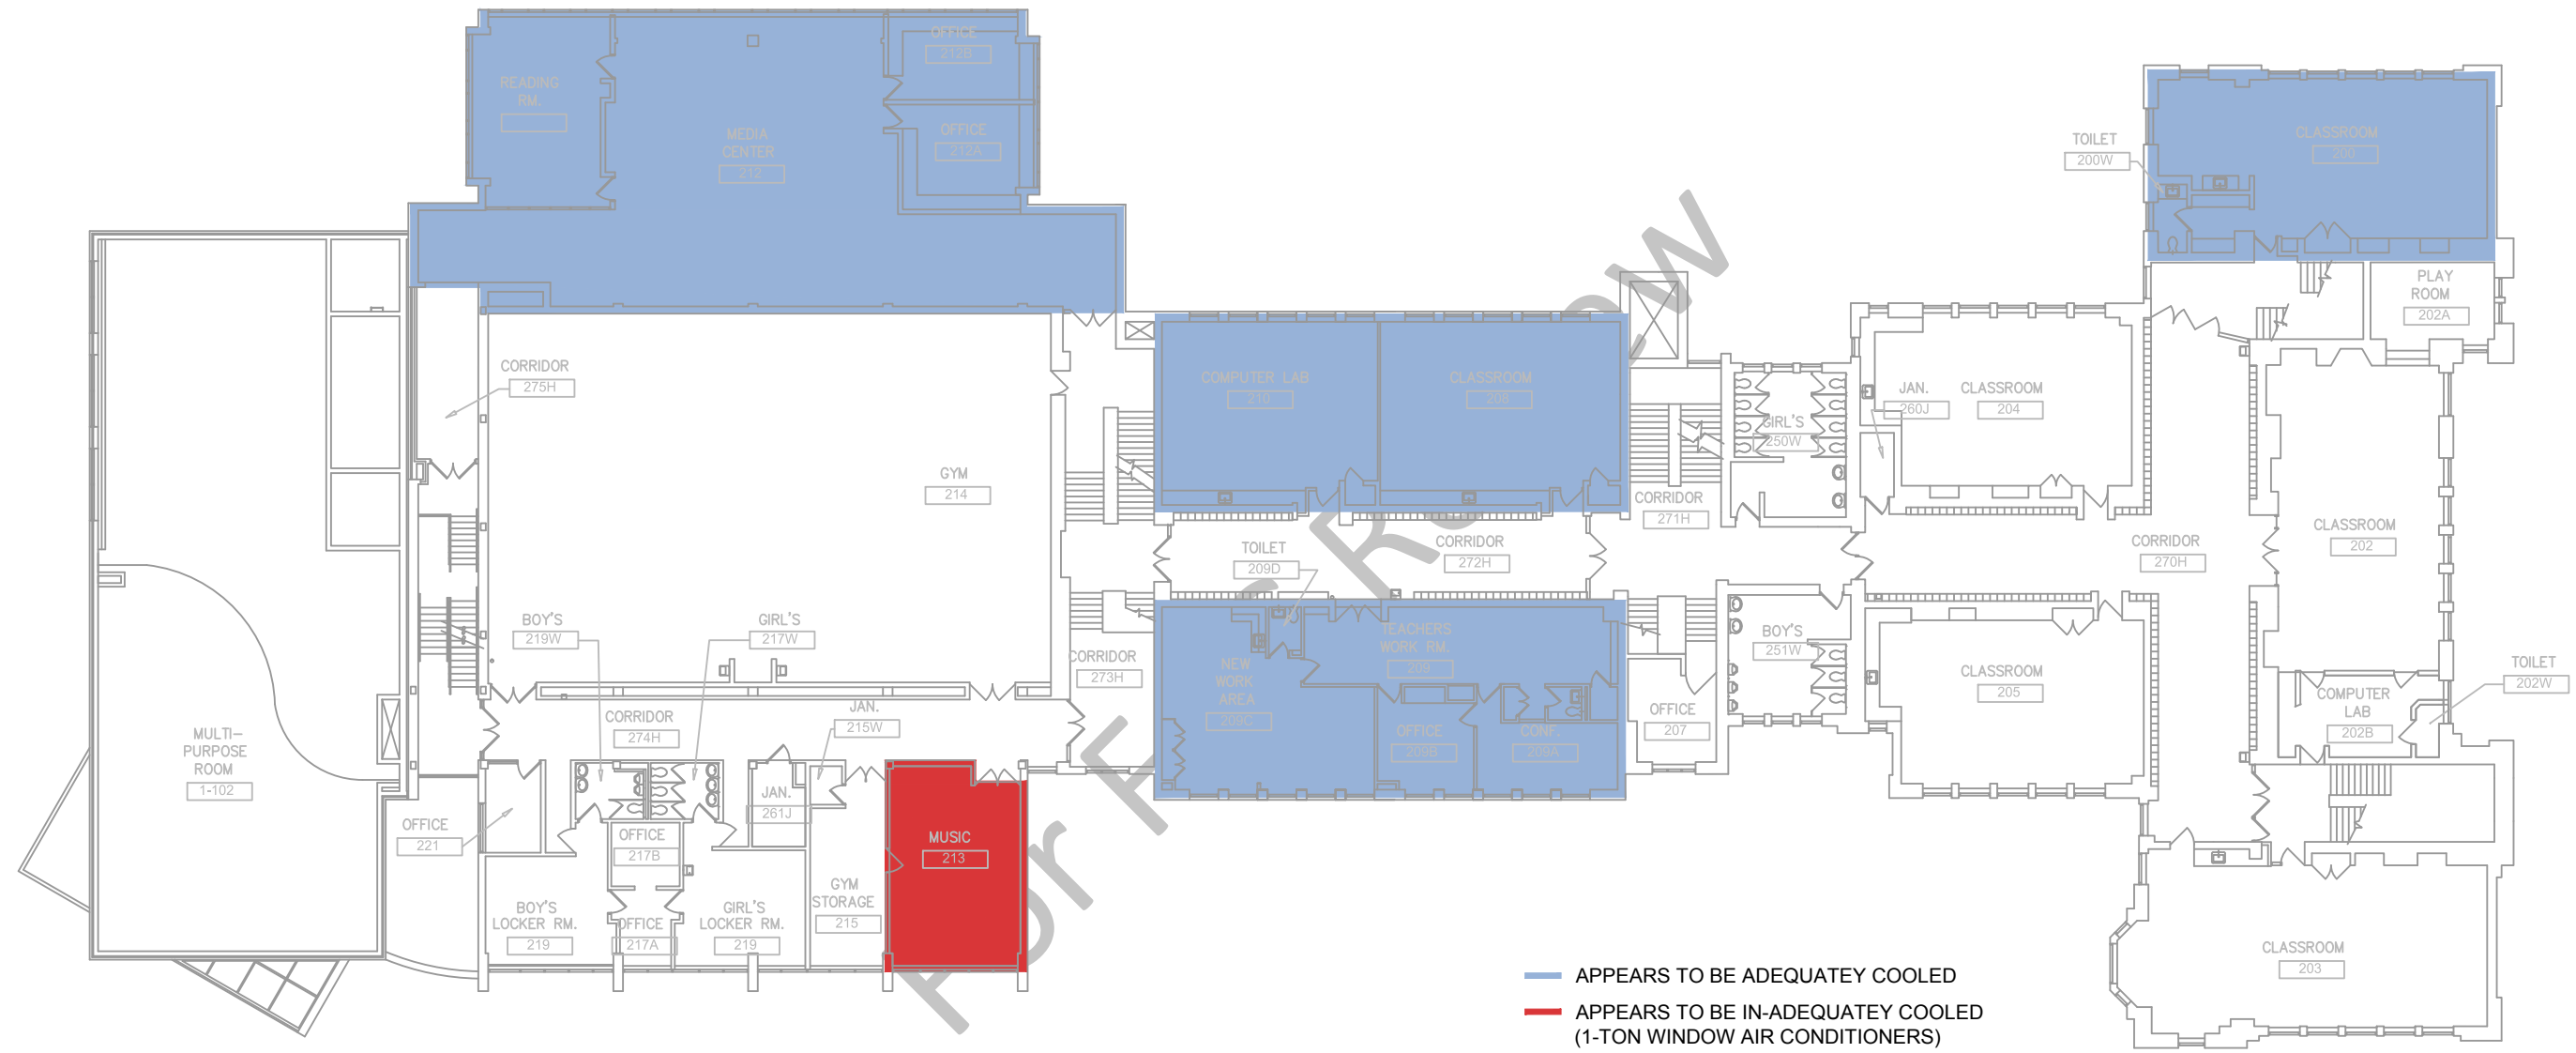 OFFICE
212B
READING
RM.
OFFICE
212A
MEDIA
CENTER
212
CLASSROOM
200
TOILET
200W
PLAY
ROOM
202A
CORRIDOR
275H
COMPUTER LAB
210
CLASSROOM
208
GIRL'S
250W
JAN.
260J
CLASSROOM
204
GYM
214
CORRIDOR
271H
CLASSROOM
202
TOILET
209D
CORRIDOR
272H
CORRIDOR
270H
BOY'S
219W
GIRL'S
217W
CORRIDOR
273H
NEW
WORK
AREA
209C
TEACHERS
WORK RM.
209
BOY'S
251W
CLASSROOM
205
TOILET
202W
COMPUTER
LAB
202B
OFFICE
207
OFFICE
209B
CONF.
209A
CORRIDOR
274H
JAN.
215W
MULTI-
PURPOSE
ROOM
1-102
JAN.
261J
OFFICE
221
OFFICE
217B
MUSIC
213
GYM
STORAGE
215
BOY'S
LOCKER RM.
219
OFFICE
217A
GIRL'S
LOCKER RM.
219
CLASSROOM
203
APPEARS TO BE ADEQUATEY COOLED
APPEARS TO BE IN-ADEQUATEY COOLED
(1-TON WINDOW AIR CONDITIONERS)